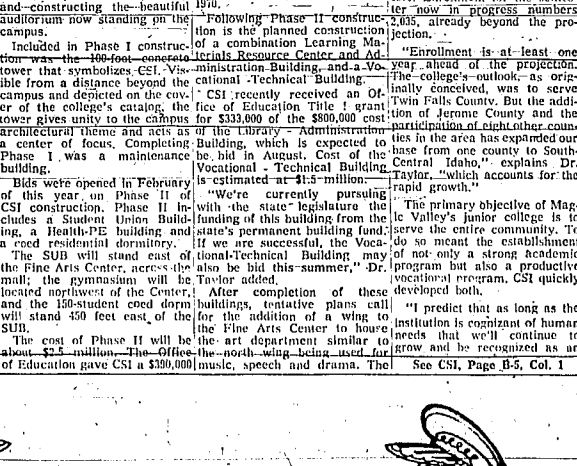 and constructing the beautiful
auditorium now standing on the
campus.
Included in Phase I construc-
tion was the 100-foot concrete
tower that symbolizes CSI. Vis-
ible from a distance beyond the
campus and depicted on the cov-
er of the college's catalog, the
tower gives unity to the campus
architectural theme and acts as
a center of focus. Completing
Phase I was a maintenance
building.
Bids were opened in February
of this year on Phase II of
CSI construction. Phase II in-
cludes a Student Union Build-
ing, a Health-PE building and
a coed residential dormitory.
The SUB will stand east of
the Fine Arts Center, across the
mall; the gymnasium will be
located northwest of the Center,
and the 150-student coed dorm
will stand 450 feet east of the
SUB.
The cost of Phase II will be
about $2.5 million. The Office
of Education gave CSI a $390,000
1970.
Following Phase II construc-
tion is the planned construction
of a combination Learning Ma-
terials Resource Center and Ad-
ministration Building, and a Vo-
cational -Technical Building.
CSI recently received an Of-
fice of Education Title I grant
for $333,000 of the $800,000 cost
of the Library - Administration
Building, which is expected to
be bid in August. Cost of the
Vocational - Technical Building
is estimated at $1.5 million.
"We're currently pursuing
with the state legislature the
funding of this building from the
state's permanent building fund.
If we are successful, the Voca-
tional-Technical Building may
also be bid this summer," Dr.
Taylor added.
After completion of these
buildings, tentative plans call
for the addition of a wing to
the Fine Arts Center to house
the art department similar to
the north wing being used for
music, speech and drama. The
ter now in progress numbers
2,035, already beyond the pro-
jection.
"Enrollment is at least one
year ahead of the projection.
The college's outlook, as orig-
inally conceived, was to serve
Twin Falls County. But the addi-
tion of Jerome County and the
participation of eight other coun-
ties in the area has expanded our
base from one county to South-
Central Idaho," explains Dr.
Taylor, "which accounts for the
rapid growth."
The primary objective of Mag-
ic Valley's junior college is to
serve the entire community. To
do so meant the establishment
of not only a strong academic
program but also a productive
vocational program. CSI quickly
developed both.
"I predict that as long as the
institution is cognizant of human
needs that we'll continue to
grow and be recognized as an
See CSI, Page B-5, Col. 1